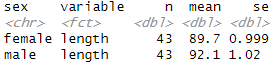 sex variable n mean se
<chr> <fct> <dbl> <dbl> <dbl>
female length 43 89.7 0.999
male length 43 92.1 1.02